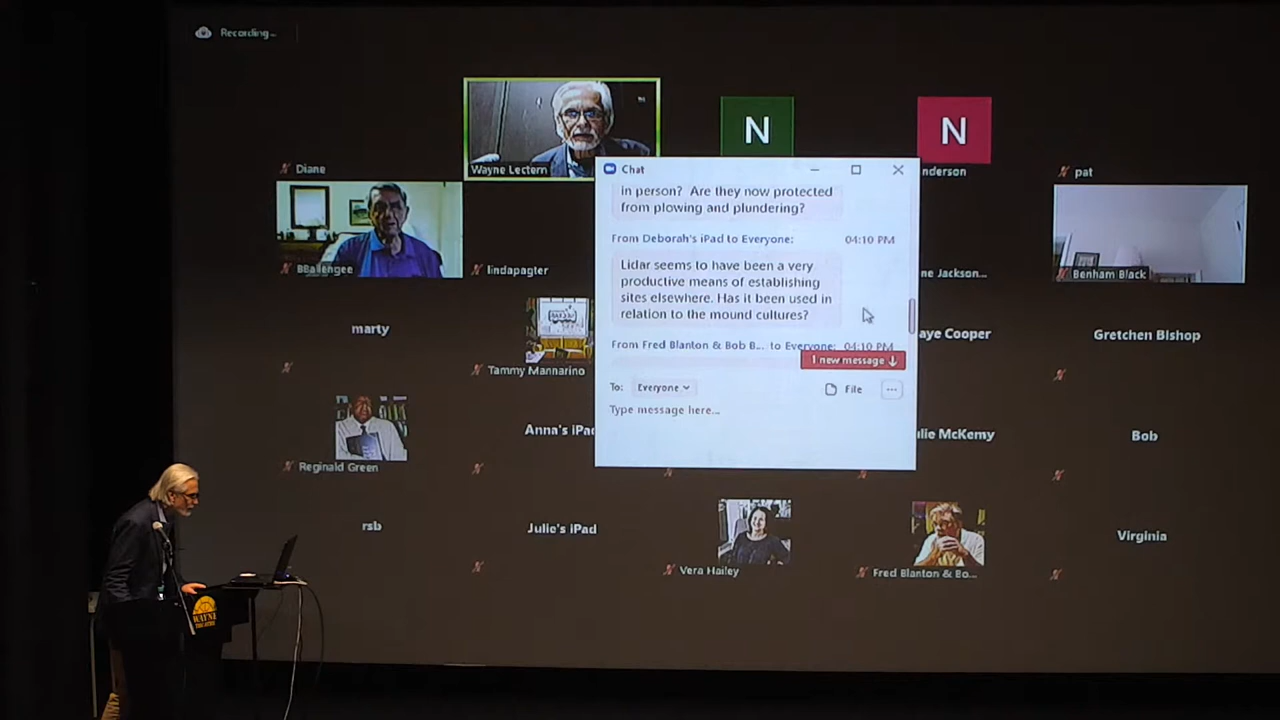 Recording...
Wayne Lectern
N
N
Diane
nderson
pat
Chat
in person? Are they now protected
from plowing and plundering?
From Deborah's iPad to Everyone:
04:10 PM
Lidar seems to have been a very
productive means of establishing
sites elsewhere. Has it been used in
relation to the mound cultures?
From Fred Blanton & Bob B... to Everyone:
04:10 PM
1 new message
To:
Everyone
File
Type message here...
BBallengee
lindapagter
ne Jackson...
Benham Black
marty
Tammy Mannarino
aye Cooper
Gretchen Bishop
Reginald Green
Anna's iPa
lie McKemy
Bob
rsb
Julie's iPad
Vera Hailey
Fred Blanton & Bo...
Virginia
WAYNE
THEATRE